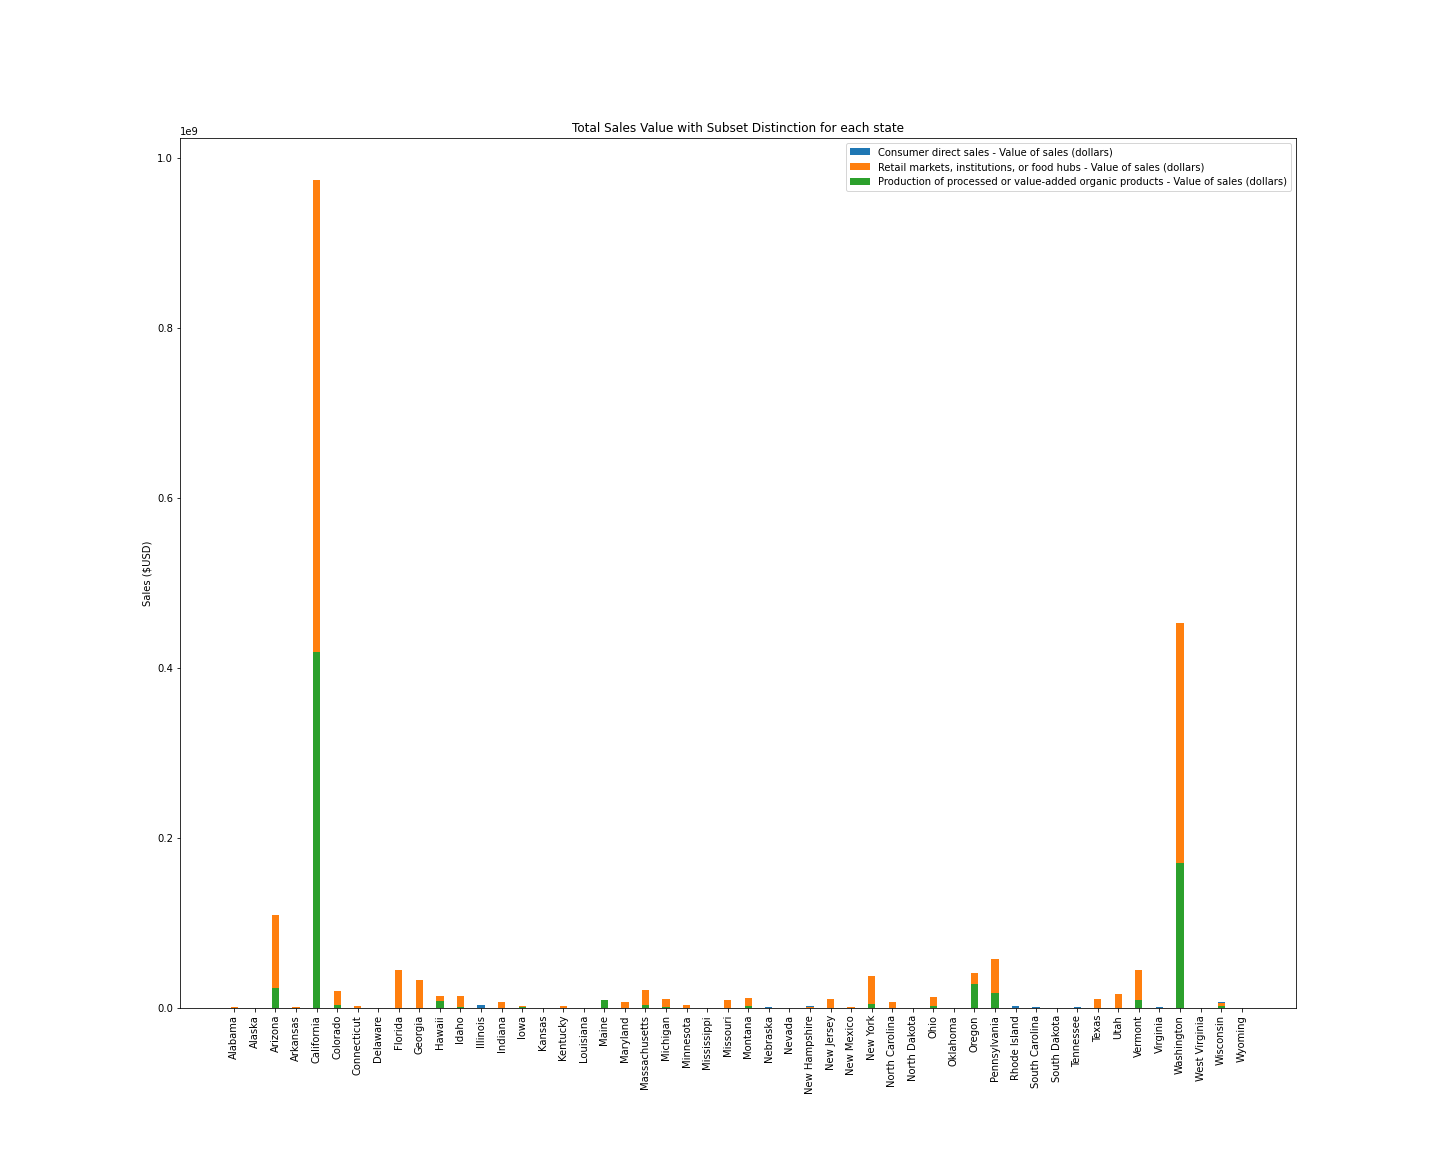 Total Sales Value with Subset Distinction for each state
1e9
Consumer direct sales - Value of sales (dollars)
Retail markets, institutions, or food hubs - Value of sales (dollars)
Production of processed or value-added organic products - Value of sales (dollars)
1.0
0.8
0.6
0.4
0.2
0.0
Sales ($USD)
Alabama
Alaska
Arizona
Arkansas
California
Colorado
Connecticut
Delaware
Florida
Georgia
Hawaii
Idaho
Illinois
Indiana
Iowa
Kansas
Kentucky
Louisiana
Maine
Maryland
Massachusetts
Michigan
Minnesota
Mississippi
Missouri
Montana
Nebraska
Nevada
New Hampshire
New Jersey
New Mexico
New York
North Carolina
North Dakota
Ohio
Oklahoma
Oregon
Pennsylvania
Rhode Island
South Carolina
South Dakota
Tennessee
Texas
Utah
Vermont
Virginia
Washington
West Virginia
Wisconsin
Wyoming